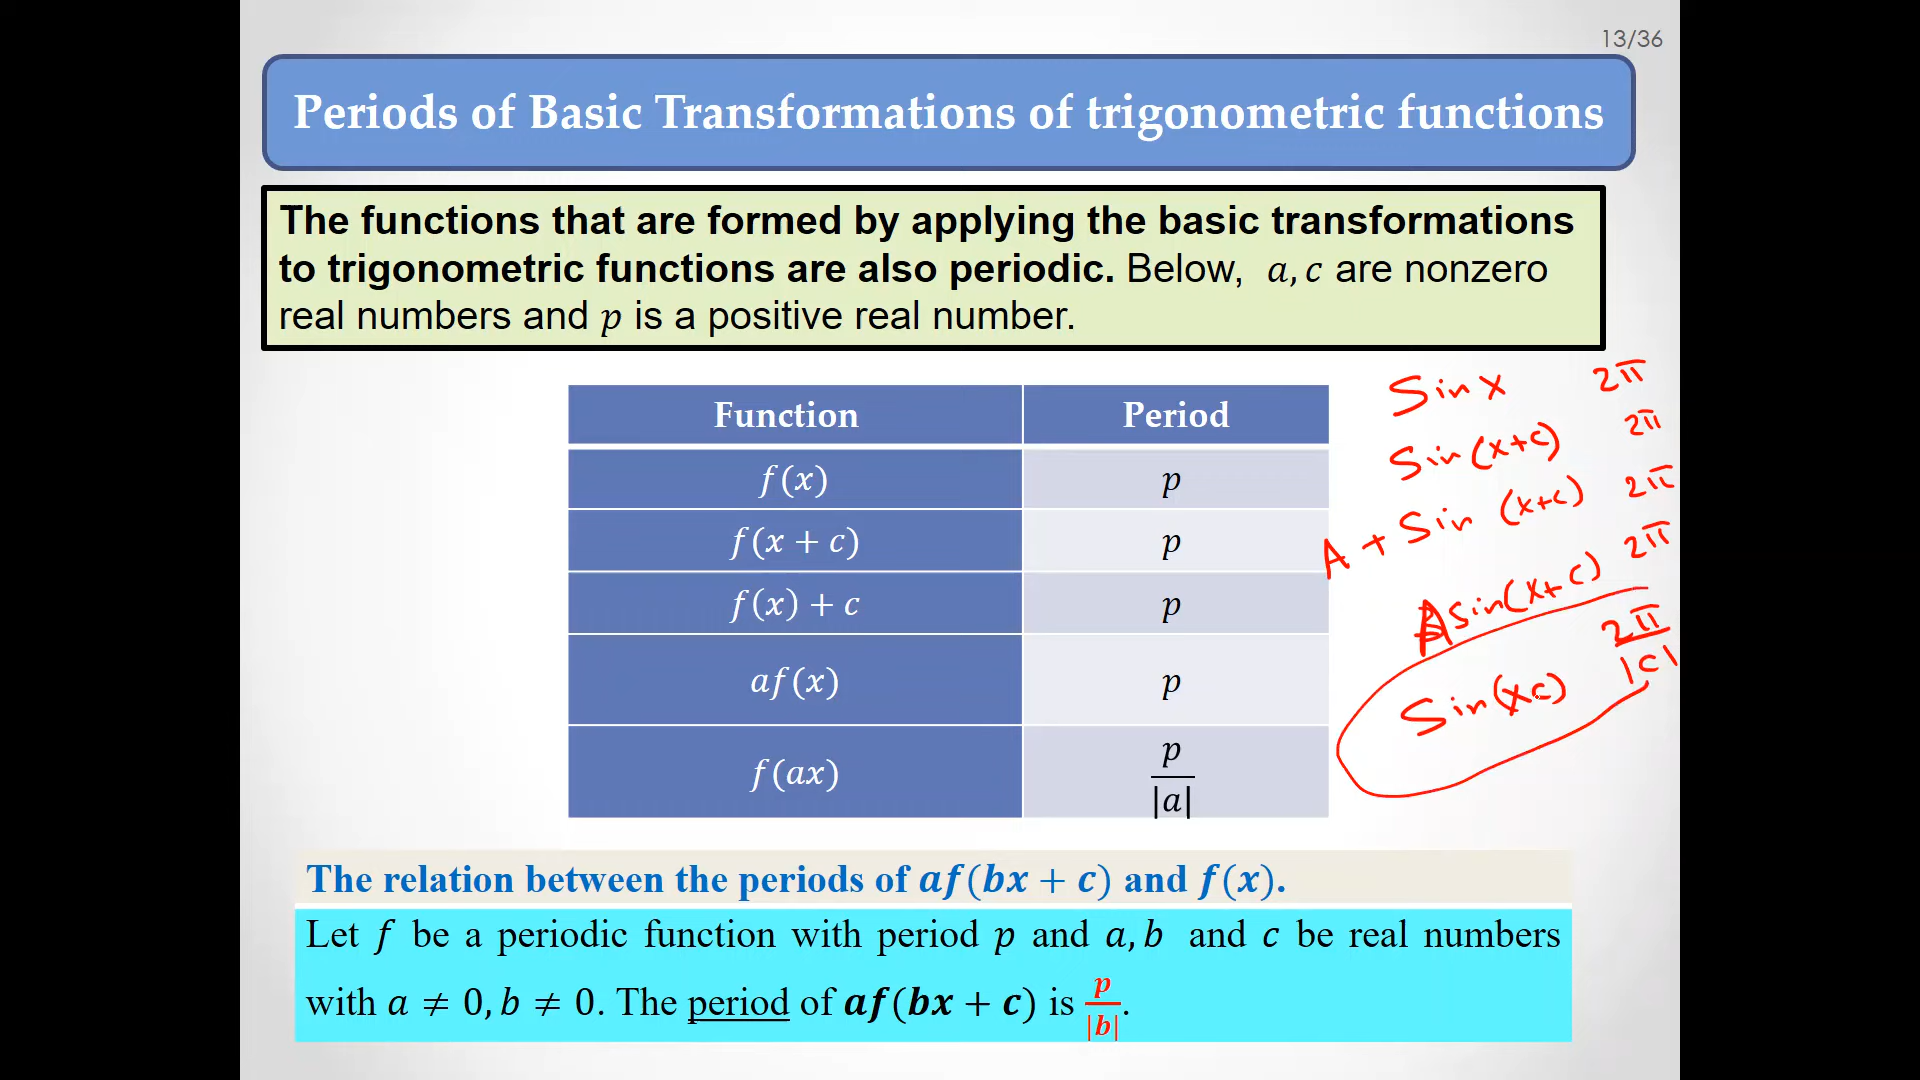 13/36
Periods of Basic Transformations of trigonometric functions
The functions that are formed by applying the basic transformations
to trigonometric functions are also periodic. Below, a, c are nonzero
real numbers and p is a positive real number.
Function Period
f(x) p
f(x + c) p
f(x) + c p
af(x) p
f(ax) p/|a|
Sin x 2π
Sin(x+c) 2π
A + Sin (x+c) 2π
A sin(x+c) 2π
Sin(xc) 2π/|c|
The relation between the periods of af(bx + c) and f(x).
Let f be a periodic function with period p and a, b and c be real numbers
with a ≠ 0, b ≠ 0. The period of af(bx + c) is p/|b|.